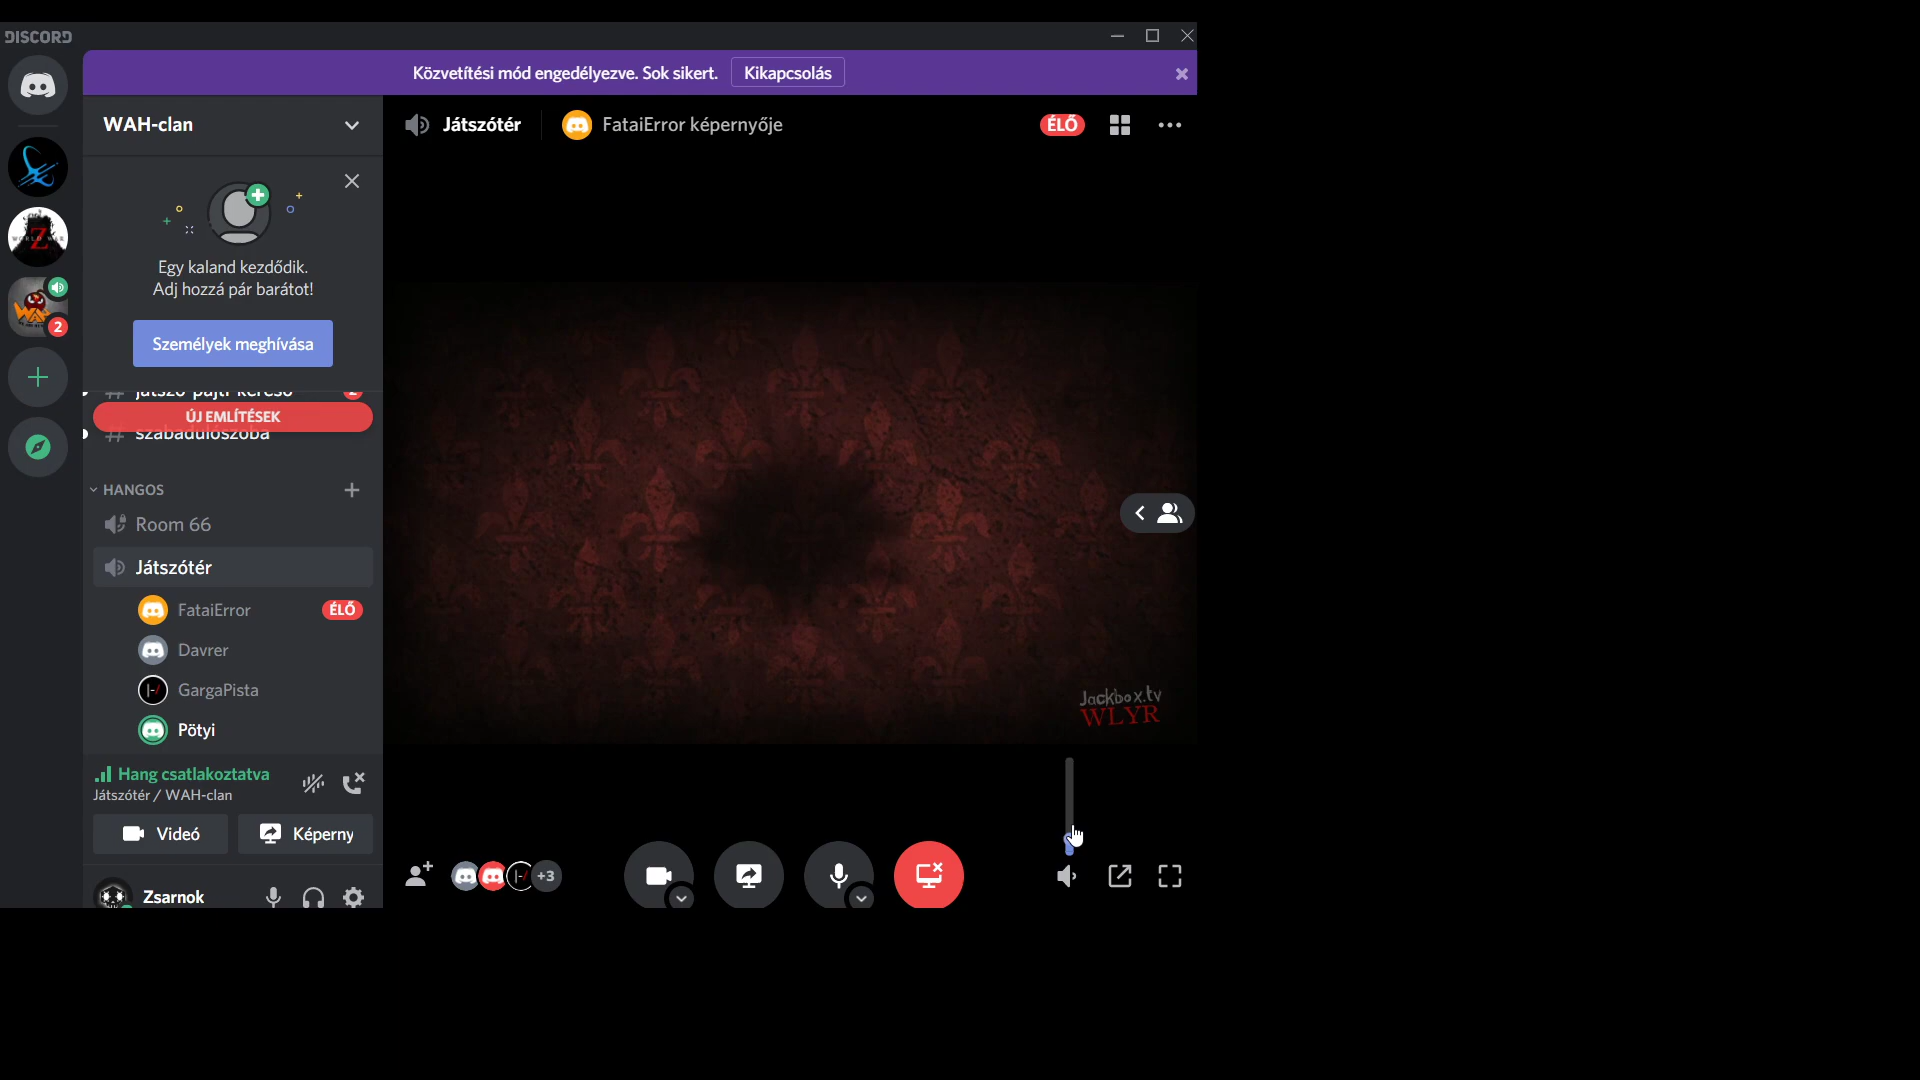 DISCORD
Közvetítési mód engedélyezve. Sok sikert.
Kikapcsolás
WAH-clan
Játszótér
FataiError képernyője
ÉLŐ
Egy kaland kezdődik.
Adj hozzá pár barátot!
Személyek meghívása
2
ÚJ EMLÍTÉSEK
szabadulószoba
HANGOS
Room 66
Játszótér
FataiError
ÉLŐ
Davrer
GargaPista
Pötyi
Hang csatlakoztatva
Játszótér / WAH-clan
Videó
Képerny
Zsarnok
+3
Jackbox.tv
WLYR